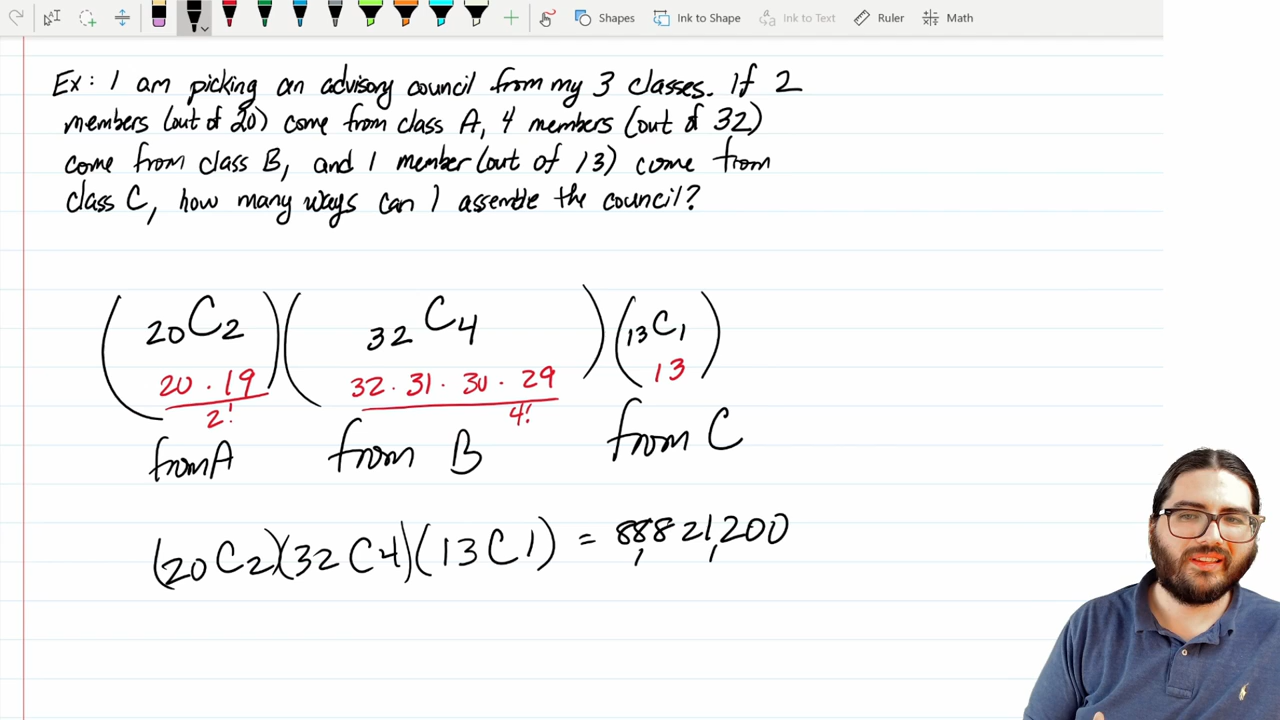 Shapes
Ink to Shape
Ink to Text
Ruler
Math
Ex: I am picking an advisory council from my 3 classes. If 2
members (out of 20) come from class A, 4 members (out of 32)
come from class B, and 1 member (out of 13) come from
class C, how many ways can I assemble the council?
(20C2)(32C4)(13C1)
20 · 19 / 2!
32 · 31 · 30 · 29 / 4!
13
from A
from B
from C
(20C2)(32C4)(13C1) = 88,821,200